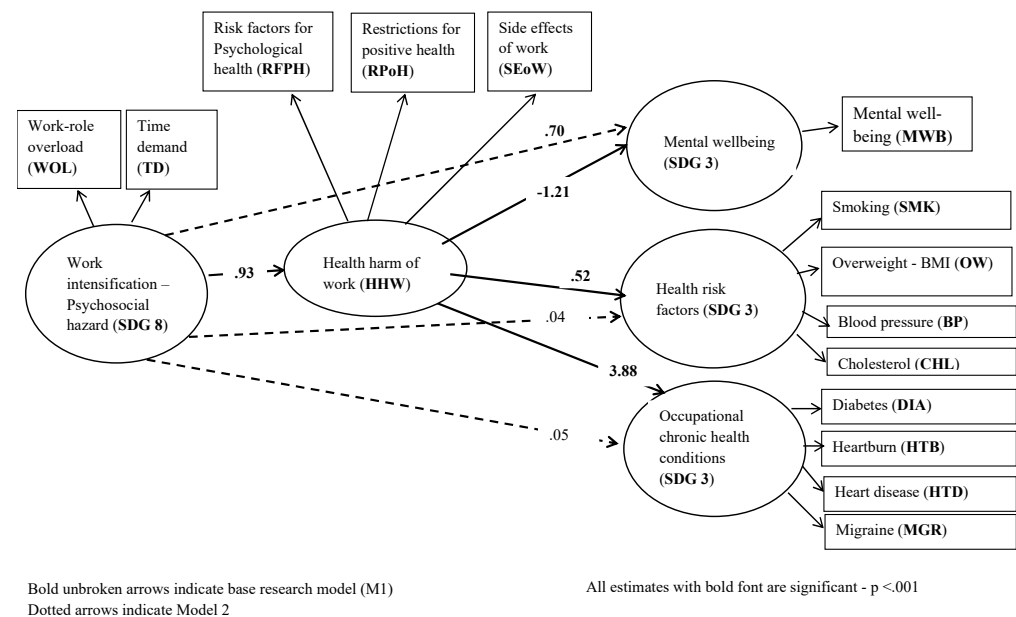 Risk factors for
Psychological
health (RFPH)
Restrictions for
positive health
(RPoH)
Side effects
of work
(SEoW)
Work-role
overload
(WOL)
Time
demand
(TD)
Mental wellbeing
(SDG 3)
Mental well-
being (MWB)
.70
-1.21
Smoking (SMK)
Overweight - BMI (OW)
Blood pressure (BP)
Cholesterol (CHL)
Work
intensification –
Psychosocial
hazard (SDG 8)
.93
Health harm of
work (HHW)
.52
Health risk
factors (SDG 3)
.04
3.88
.05
Occupational
chronic health
conditions
(SDG 3)
Diabetes (DIA)
Heartburn (HTB)
Heart disease (HTD)
Migraine (MGR)
Bold unbroken arrows indicate base research model (M1)
Dotted arrows indicate Model 2
All estimates with bold font are significant - p <.001